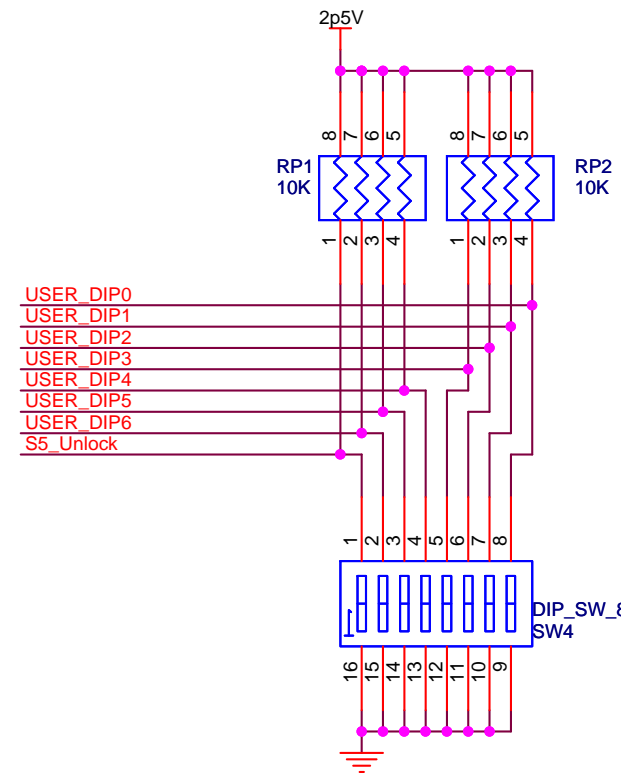 2p5V
8 7 6 5 8 7 6 5
RP1
10K
RP2
10K
1 2 3 4 1 2 3 4
USER_DIP0
USER_DIP1
USER_DIP2
USER_DIP3
USER_DIP4
USER_DIP5
USER_DIP6
S5_Unlock
1 2 3 4 5 6 7 8
DIP_SW_8
SW4
16 15 14 13 12 11 10 9